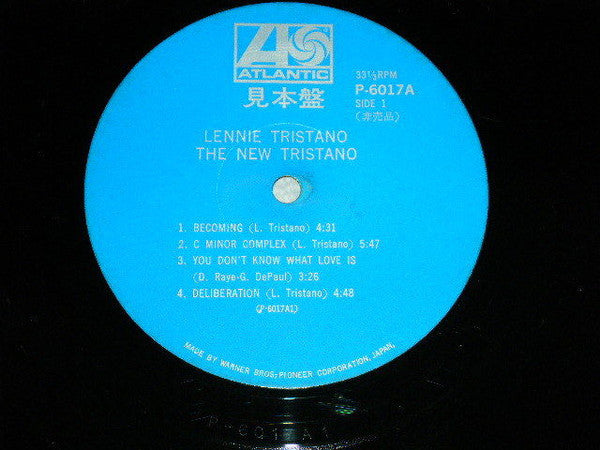 ATLANTIC
見本盤
33⅓RPM
P-6017A
SIDE 1
(非売品)
LENNIE TRISTANO
THE NEW TRISTANO
1. BECOMING (L. Tristano) 4:31
2. C MINOR COMPLEX (L. Tristano) 5:47
3. YOU DON'T KNOW WHAT LOVE IS
(D. Raye-G. DePaul) 3:26
4. DELIBERATION (L. Tristano) 4:48
(P-6017A1)
MADE BY WARNER BROS-PIONEER CORPORATION, JAPAN,
P-6017A1